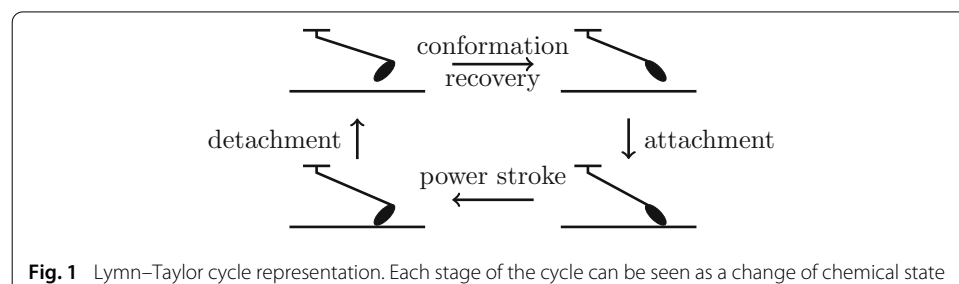 conformation
recovery
detachment
attachment
power stroke
Fig. 1 Lymn–Taylor cycle representation. Each stage of the cycle can be seen as a change of chemical state